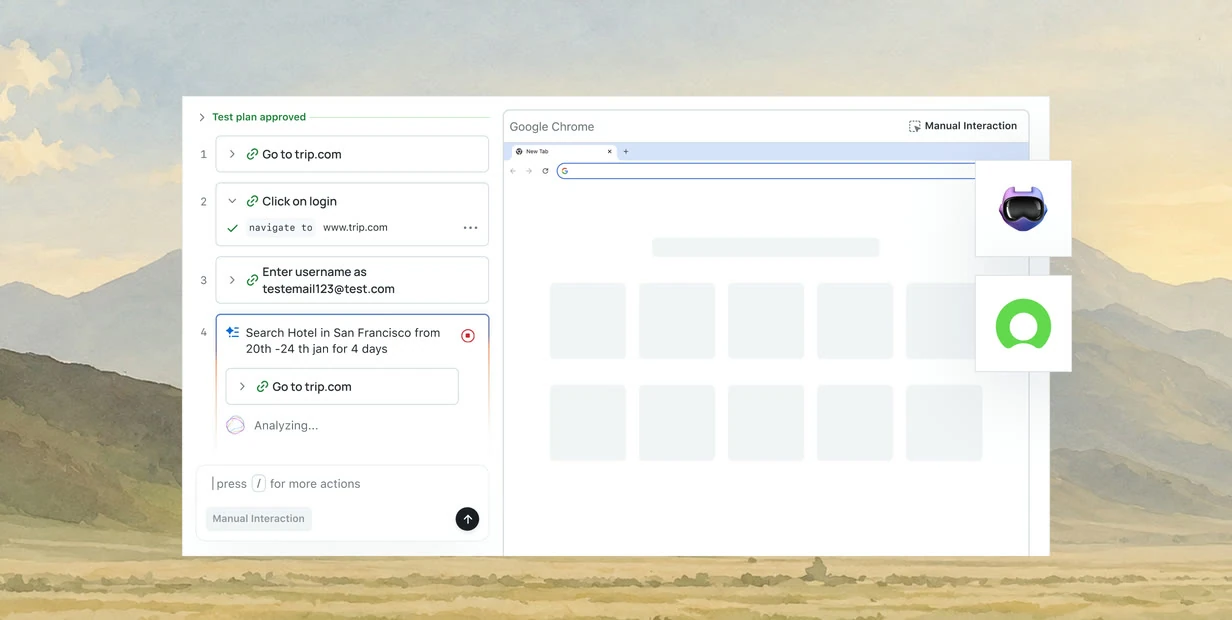 Test plan approved
1
Go to trip.com
2
Click on login
navigate to www.trip.com
3
Enter username as
testemail123@test.com
4
Search Hotel in San Francisco from
20th -24 th jan for 4 days
Go to trip.com
Analyzing...
press / for more actions
Manual Interaction
Google Chrome
Manual Interaction
New Tab